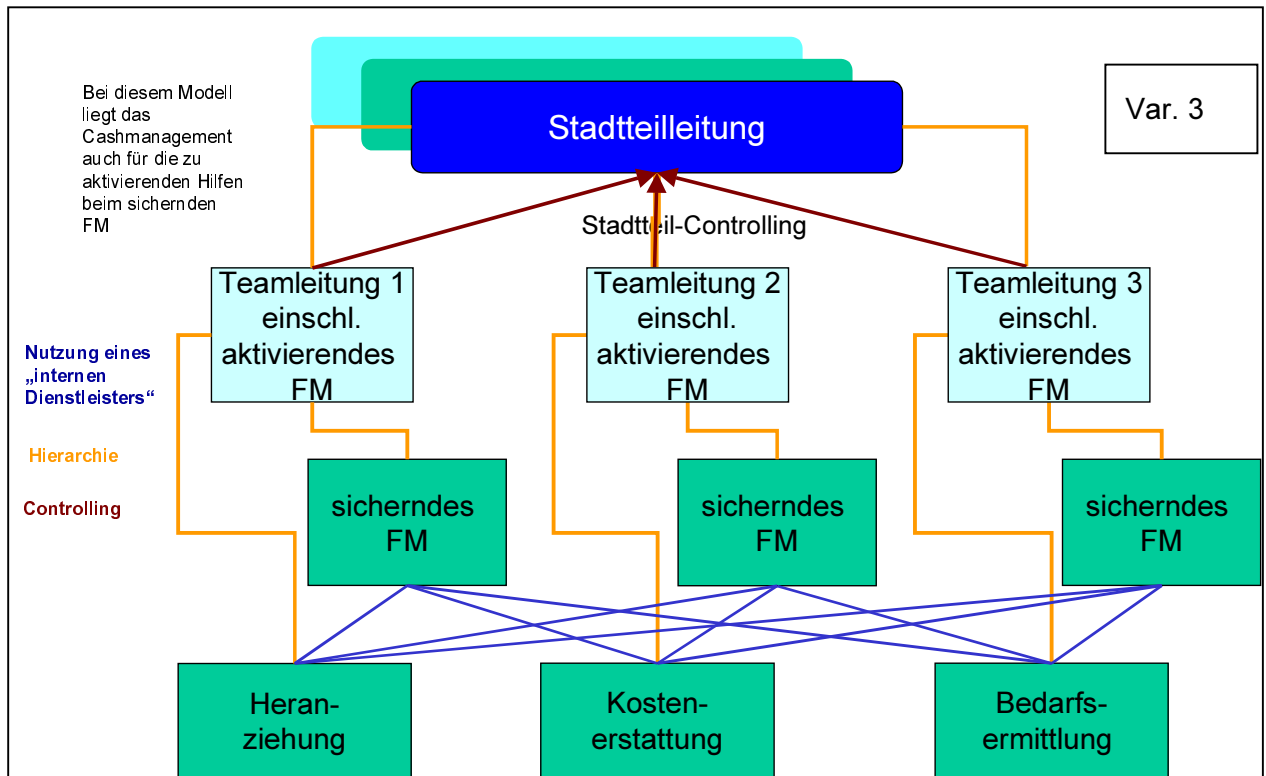 Bei diesem Modell
liegt das
Cashmanagement
auch für die zu
aktivierenden Hilfen
beim sichernden
FM
Stadtteilleitung
Var. 3
Stadtteil-Controlling
Teamleitung 1
einschl.
aktivierendes
FM
Teamleitung 2
einschl.
aktivierendes
FM
Teamleitung 3
einschl.
aktivierendes
FM
Nutzung eines
„internen
Dienstleisters“
Hierarchie
Controlling
sicherndes
FM
sicherndes
FM
sicherndes
FM
Heran-
ziehung
Kosten-
erstattung
Bedarfs-
ermittlung